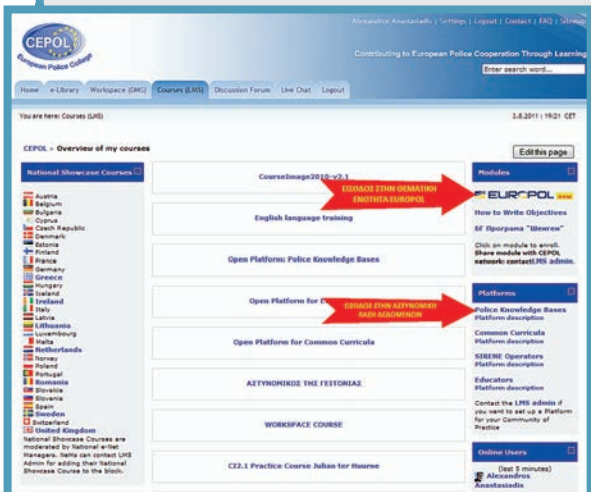 Alexandros Anastasiadis | Settings | Logout | Contact | FAQ | Sitemap
CEPOL
European Police College
Contributing to European Police Cooperation Through Learning
Enter search word...
Home e-Library Workspace (CMS) Courses (LMS) Discussion Forum Live Chat Logout
You are here: Courses (LMS)
3.8.2011 | 19:21 CET
CEPOL » Overview of my courses
Edit this page
National Showcase Courses
Austria
Belgium
Bulgaria
Cyprus
Czech Republic
Denmark
Estonia
Finland
France
Germany
Greece
Hungary
Iceland
Ireland
Italy
Latvia
Lithuania
Luxembourg
Malta
Netherlands
Norway
Poland
Portugal
Romania
Slovakia
Slovenia
Spain
Sweden
Switzerland
United Kingdom
National Showcase Courses are
moderated by National e-Net
Managers. NeMs can contact LMS
Admin for adding their National
Showcase Course to the block.
CourseImage2010-v2.1
English language training
Open Platform: Police Knowledge Bases
Open Platform for
Open Platform for Common Curricula
ΑΣΤΥΝΟΜΙΚΟΣ ΤΗΣ ΓΕΙΤΟΝΙΑΣ
WORKSPACE COURSE
CI2.1 Practice Course Julian ter Huurne
ΕΙΣΟΔΟΣ ΣΤΗΝ ΘΕΜΑΤΙΚΗ
ΕΝΟΤΗΤΑ EUROPOL
ΕΙΣΟΔΟΣ ΣΤΗΝ ΑΣΤΥΝΟΜΙΚΗ
ΒΑΣΗ ΔΕΔΟΜΕΝΩΝ
Modules
EUROPOL
How to Write Objectives
БГ Програма "Шенген"
Click on module to enroll.
Share module with CEPOL
network: contact LMS admin.
Platforms
Police Knowledge Bases
Platform description
Common Curricula
Platform description
SIRENE Operators
Platform description
Educators
Platform description
Contact the LMS admin if
you want to set up a Platform
for your Community of
Practice
Online Users
(last 5 minutes)
Alexandros
Anastasiadis